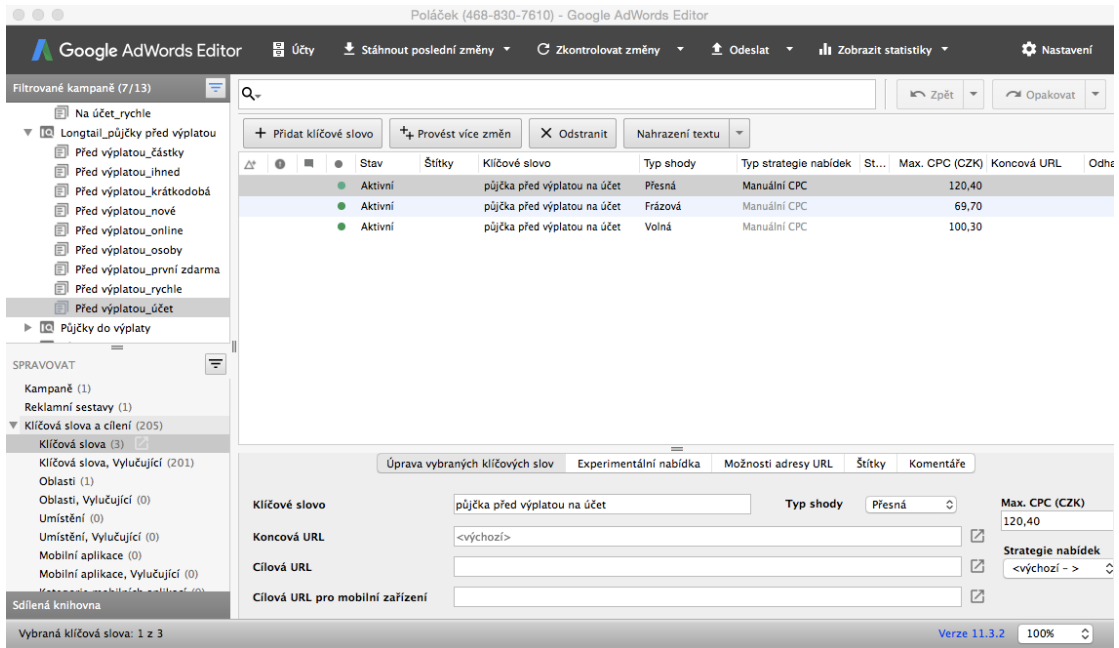 Poláček (468-830-7610) - Google AdWords Editor
Google AdWords Editor Účty Stáhnout poslední změny Zkontrolovat změny Odeslat Zobrazit statistiky Nastavení
Filtrované kampaně (7/13)
Zpět Opakovat
Na účet_rychle
Longtail_půjčky před výplatou
Před výplatou_částky
Před výplatou_ihned
Před výplatou_krátkodobá
Před výplatou_nové
Před výplatou_online
Před výplatou_osoby
Před výplatou_první zdarma
Před výplatou_rychle
Před výplatou_účet
Půjčky do výplaty
+ Přidat klíčové slovo Provést více změn X Odstranit Nahrazení textu
Stav Štítky Klíčové slovo Typ shody Typ strategie nabídek St... Max. CPC (CZK) Koncová URL Odha
Aktivní půjčka před výplatou na účet Přesná Manuální CPC 120,40
Aktivní půjčka před výplatou na účet Frázová Manuální CPC 69,70
Aktivní půjčka před výplatou na účet Volná Manuální CPC 100,30
SPRAVOVAT
Kampaně (1)
Reklamní sestavy (1)
Klíčová slova a cílení (205)
Klíčová slova (3)
Klíčová slova, Vylučující (201)
Oblasti (1)
Oblasti, Vylučující (0)
Umístění (0)
Umístění, Vylučující (0)
Mobilní aplikace (0)
Mobilní aplikace, Vylučující (0)
Kategorie mobilních aplikací (0)
Sdílená knihovna
Úprava vybraných klíčových slov Experimentální nabídka Možnosti adresy URL Štítky Komentáře
Klíčové slovo půjčka před výplatou na účet Typ shody Přesná Max. CPC (CZK)
120,40
Koncová URL <výchozí>
Strategie nabídek
Cílová URL <výchozí - >
Cílová URL pro mobilní zařízení
Vybraná klíčová slova: 1 z 3 Verze 11.3.2 100%